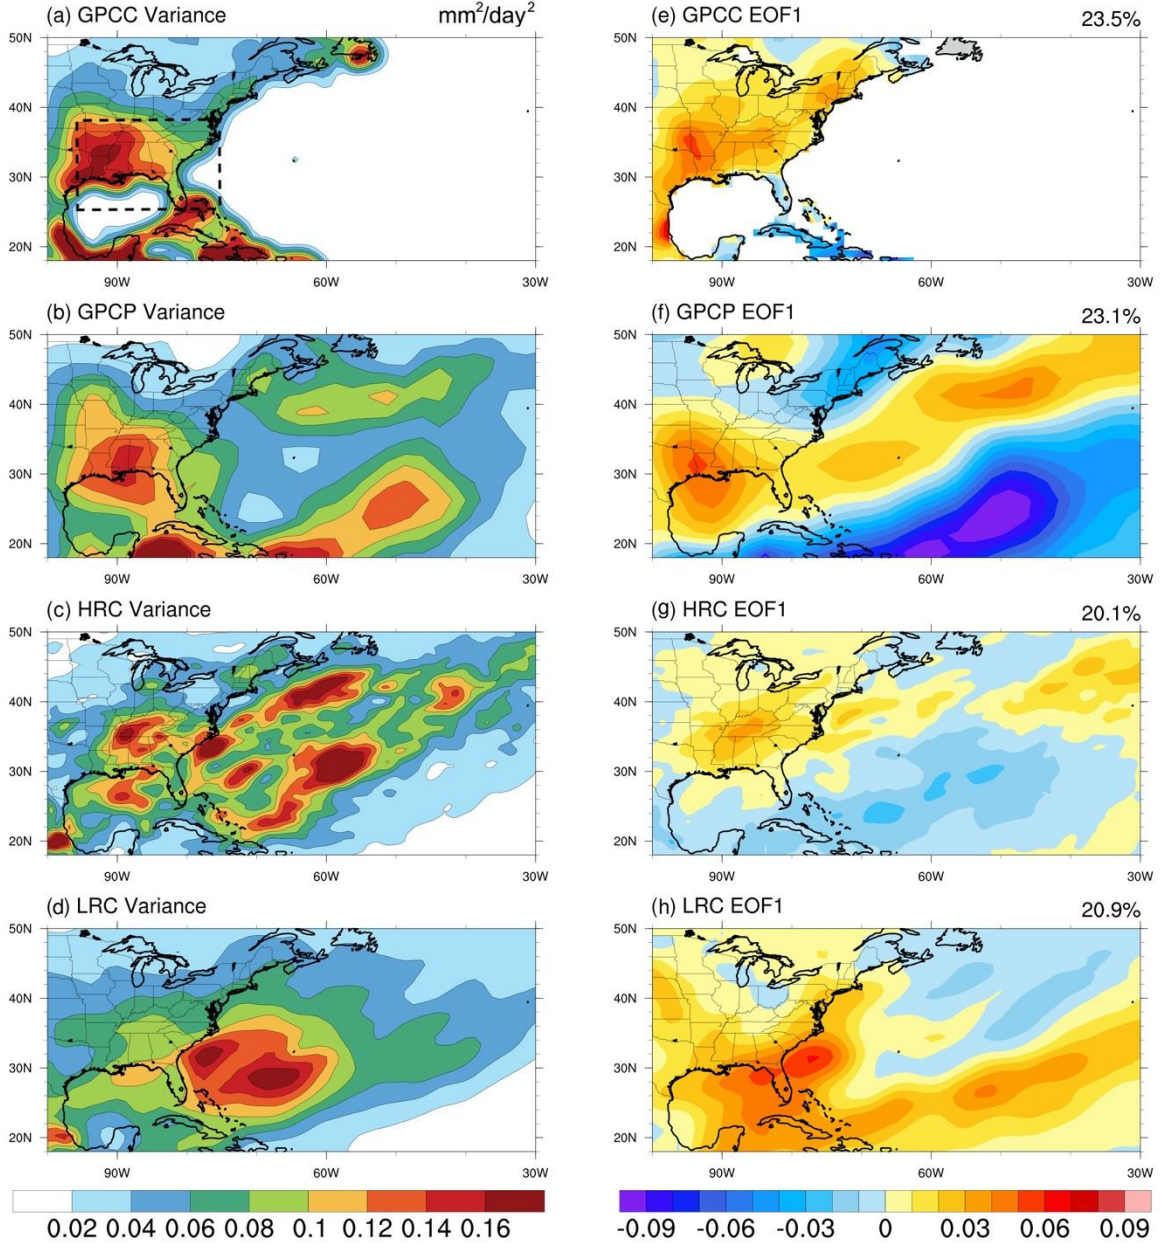 (a) GPCC Variance mm²/day² (e) GPCC EOF1 23.5%
50N 50N
40N 40N
30N 30N
20N 20N
90W 60W 30W 90W 60W 30W
(b) GPCP Variance (f) GPCP EOF1 23.1%
50N 50N
40N 40N
30N 30N
20N 20N
90W 60W 30W 90W 60W 30W
(c) HRC Variance (g) HRC EOF1 20.1%
50N 50N
40N 40N
30N 30N
20N 20N
90W 60W 30W 90W 60W 30W
(d) LRC Variance (h) LRC EOF1 20.9%
50N 50N
40N 40N
30N 30N
20N 20N
90W 60W 30W 90W 60W 30W
0.02 0.04 0.06 0.08 0.1 0.12 0.14 0.16 -0.09 -0.06 -0.03 0 0.03 0.06 0.09